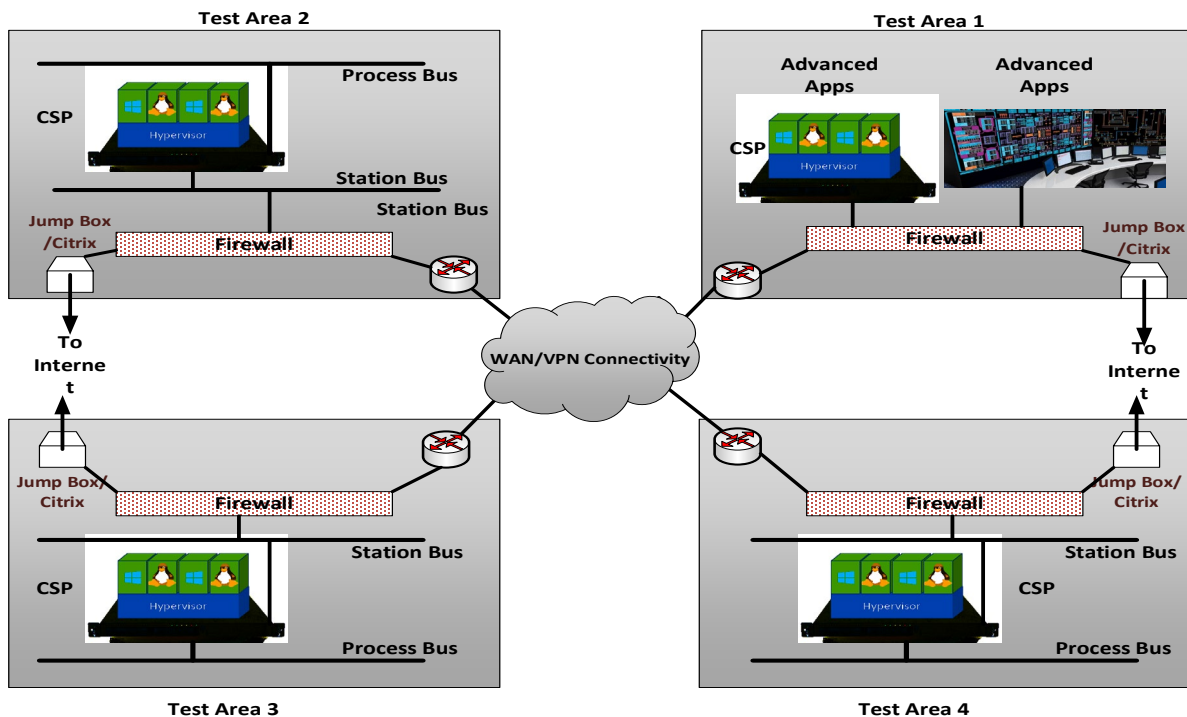 Test Area 2
Process Bus
CSP
Hypervisor
Station Bus
Station Bus
Jump Box
/Citrix
Firewall
To
Interne
t
Test Area 1
Advanced
Apps
Advanced
Apps
CSP
Hypervisor
Firewall
Jump Box
/Citrix
To
Interne
t
WAN/VPN Connectivity
Jump Box/
Citrix
Firewall
Station Bus
CSP
Hypervisor
Process Bus
Test Area 3
Firewall
Jump Box/
Citrix
Station Bus
CSP
Hypervisor
Process Bus
Test Area 4